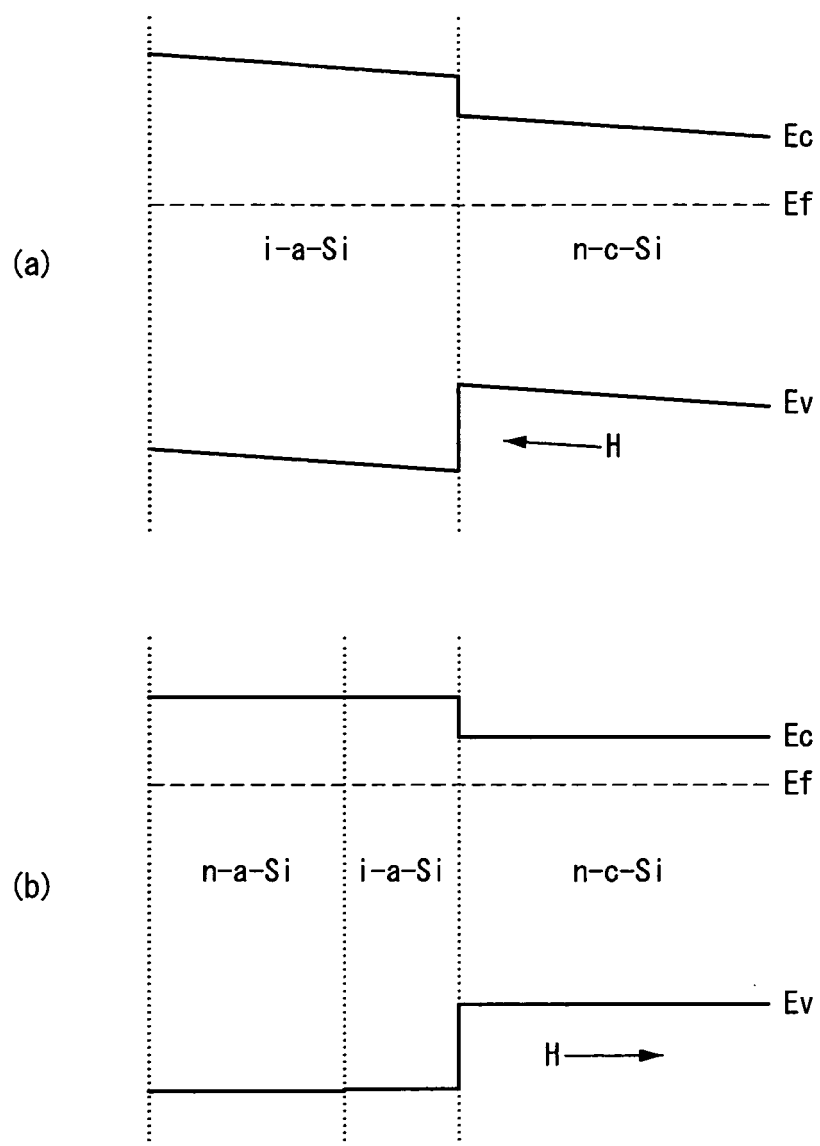 Ec
Ef
(a)
i-a-Si
n-c-Si
Ev
H
Ec
Ef
(b)
n-a-Si
i-a-Si
n-c-Si
Ev
H